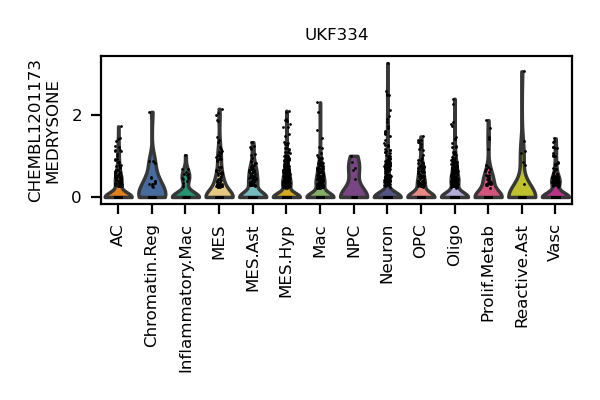 UKF334
CHEMBL1201173
MEDRYSONE
2
0
AC
Chromatin.Reg
Inflammatory.Mac
MES
MES.Ast
MES.Hyp
Mac
NPC
Neuron
OPC
Oligo
Prolif.Metab
Reactive.Ast
Vasc